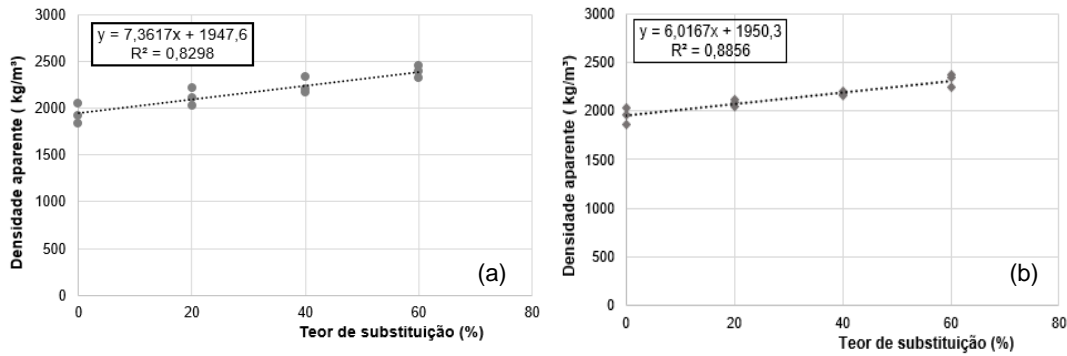 3000
y = 7,3617x + 1947,6
R² = 0,8298
2500
2000
1500
1000
500
0
Densidade aparente ( kg/m³)
(a)
0 20 40 60 80
Teor de substituição (%)
3000
y = 6,0167x + 1950,3
R² = 0,8856
2500
2000
1500
1000
500
0
Densidade aparente ( kg/m³)
(b)
0 20 40 60 80
Teor de substituição (%)